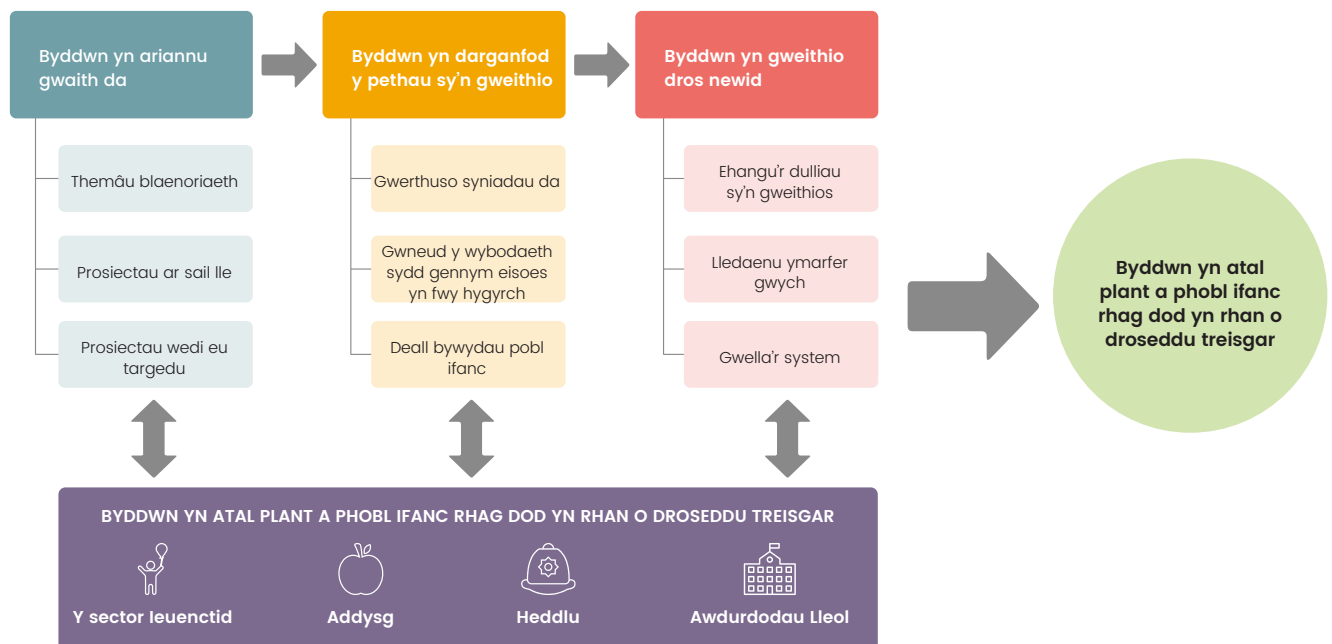 Byddwn yn ariannu
gwaith da
Themâu blaenoriaeth
Prosiectau ar sail lle
Prosiectau wedi eu
targedu
Byddwn yn darganfod
y pethau sy'n gweithio
Gwerthuso syniadau da
Gwneud y wybodaeth
sydd gennym eisoes
yn fwy hygyrch
Deall bywydau pobl
ifanc
Byddwn yn gweithio
dros newid
Ehangu'r dulliau
sy'n gweithios
Lledaenu ymarfer
gwych
Gwella'r system
Byddwn yn atal
plant a phobl ifanc
rhag dod yn rhan o
droseddu treisgar
BYDDWN YN ATAL PLANT A PHOBL IFANC RHAG DOD YN RHAN O DROSEDDU TREISGAR
Y sector Ieuenctid
Addysg
Heddlu
Awdurdodau Lleol